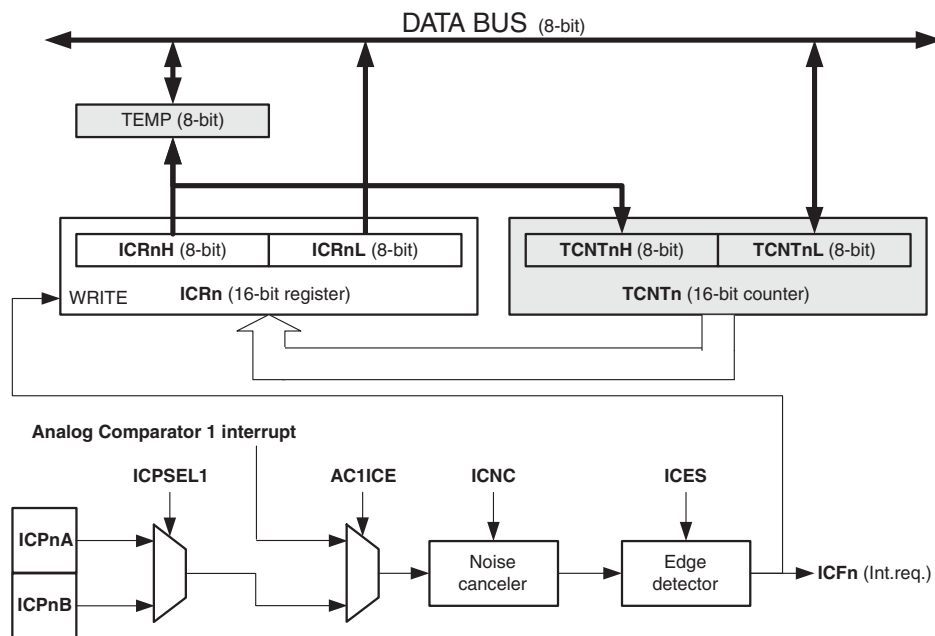 DATA BUS (8-bit)
TEMP (8-bit)
ICRnH (8-bit)
ICRnL (8-bit)
TCNTnH (8-bit)
TCNTnL (8-bit)
WRITE
ICRn (16-bit register)
TCNTn (16-bit counter)
Analog Comparator 1 interrupt
ICPSEL1
AC1ICE
ICNC
ICES
ICPnA
ICPnB
Noise
canceler
Edge
detector
ICFn (Int.req.)